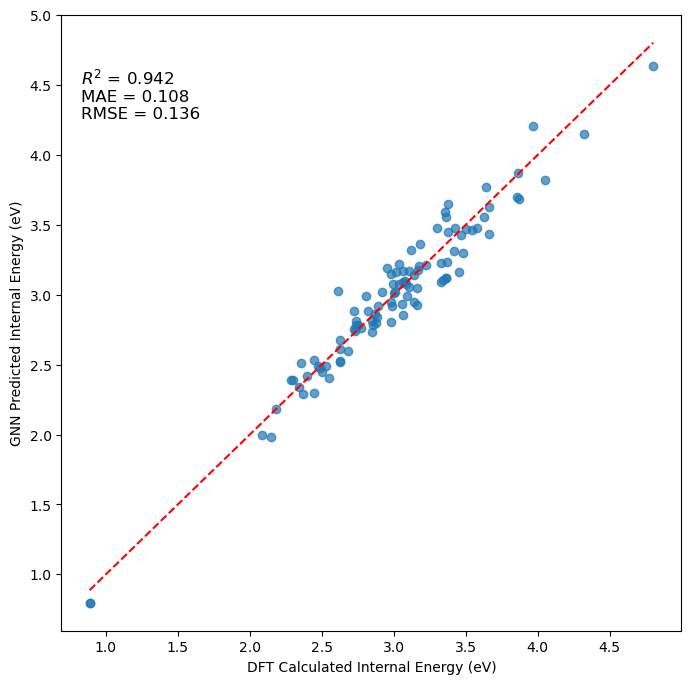 5.0
4.5
4.0
3.5
3.0
2.5
2.0
1.5
1.0
R² = 0.942
MAE = 0.108
RMSE = 0.136
GNN Predicted Internal Energy (eV)
1.0 1.5 2.0 2.5 3.0 3.5 4.0 4.5
DFT Calculated Internal Energy (eV)